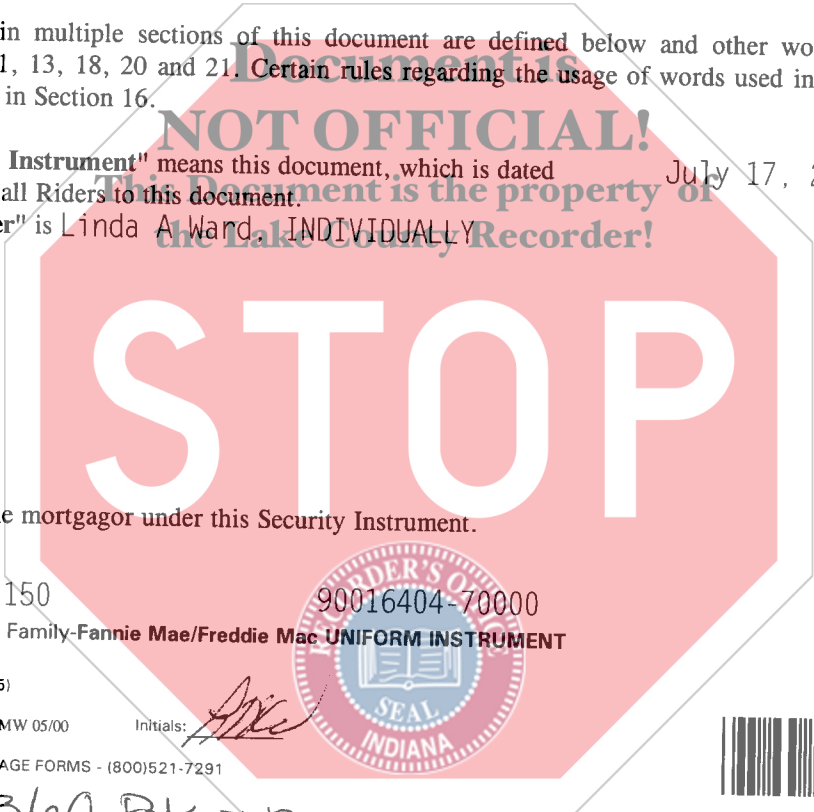 in multiple sections of this document are defined below and other wo
1, 13, 18, 20 and 21. Certain rules regarding the usage of words used in
in Section 16.
Document is
NOT OFFICIAL!
This Document is the property of
the Lake County Recorder!
Instrument" means this document, which is dated July 17, 2
all Riders to this document.
er" is Linda A Ward, INDIVIDUALLY
STOP
e mortgagor under this Security Instrument.
150 90016404-70000
Family-Fannie Mae/Freddie Mac UNIFORM INSTRUMENT
RECORDER'S OFFICE
SEAL
INDIANA
5)
MW 05/00 Initials:
AGE FORMS - (800)521-7291